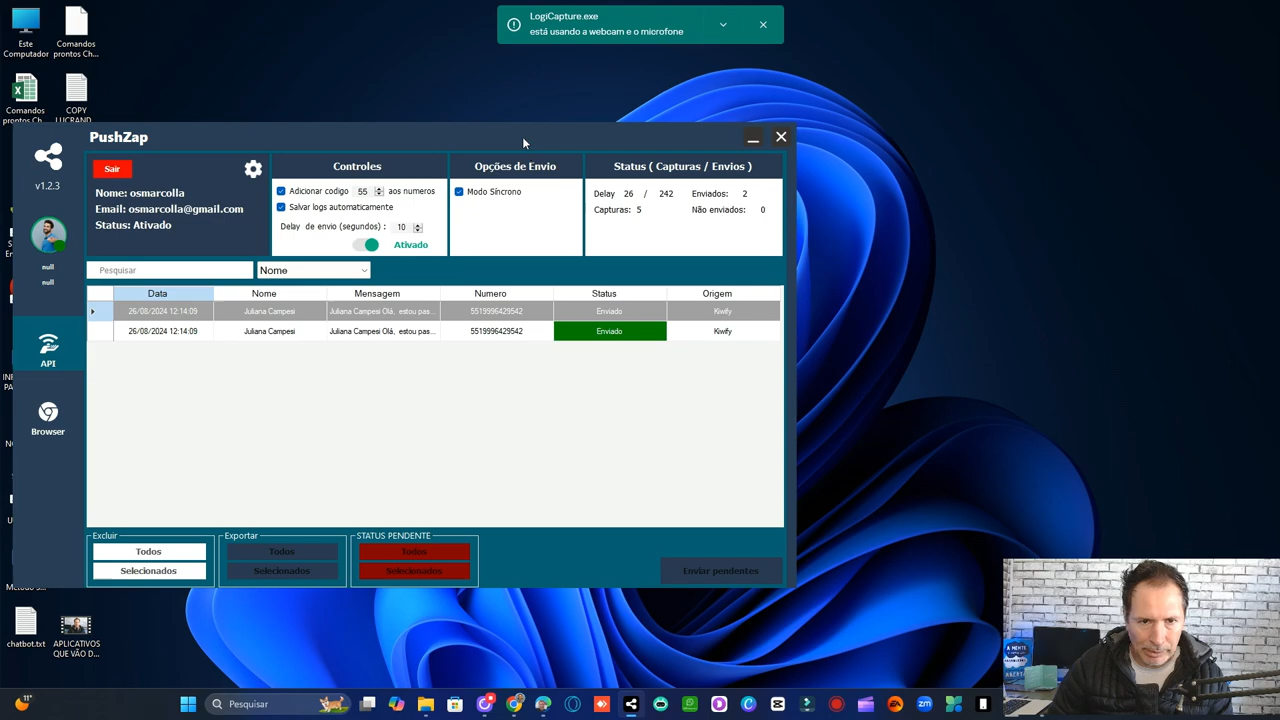 LogiCapture.exe
está usando a webcam e o microfone
Este
Computador
Comandos
prontos Ch...
Comandos
prontos Ch...
COPY
LUCRAND...
PushZap
v1.2.3
Sair
Nome: osmarcolla
Email: osmarcolla@gmail.com
Status: Ativado
Controles
Adicionar codigo 55 aos numeros
Salvar logs automaticamente
Delay de envio (segundos) : 10
Ativado
Opções de Envio
Modo Síncrono
Status ( Capturas / Envios )
Delay 26 / 242 Enviados: 2
Capturas: 5 Não enviados: 0
null
null
API
Browser
Pesquisar
Nome
Data Nome Mensagem Numero Status Origem
26/08/2024 12:14:09 Juliana Campesi Juliana Campesi Olá, estou pas... 5519996429542 Enviado Kiwify
26/08/2024 12:14:09 Juliana Campesi Juliana Campesi Olá, estou pas... 5519996429542 Enviado Kiwify
Excluir
Todos
Selecionados
Exportar
Todos
Selecionados
STATUS PENDENTE
Todos
Selecionados
Enviar pendentes
chatbot.txt
APLICATIVOS
QUE VÃO D...
11°
Pesquisar
A MENTE